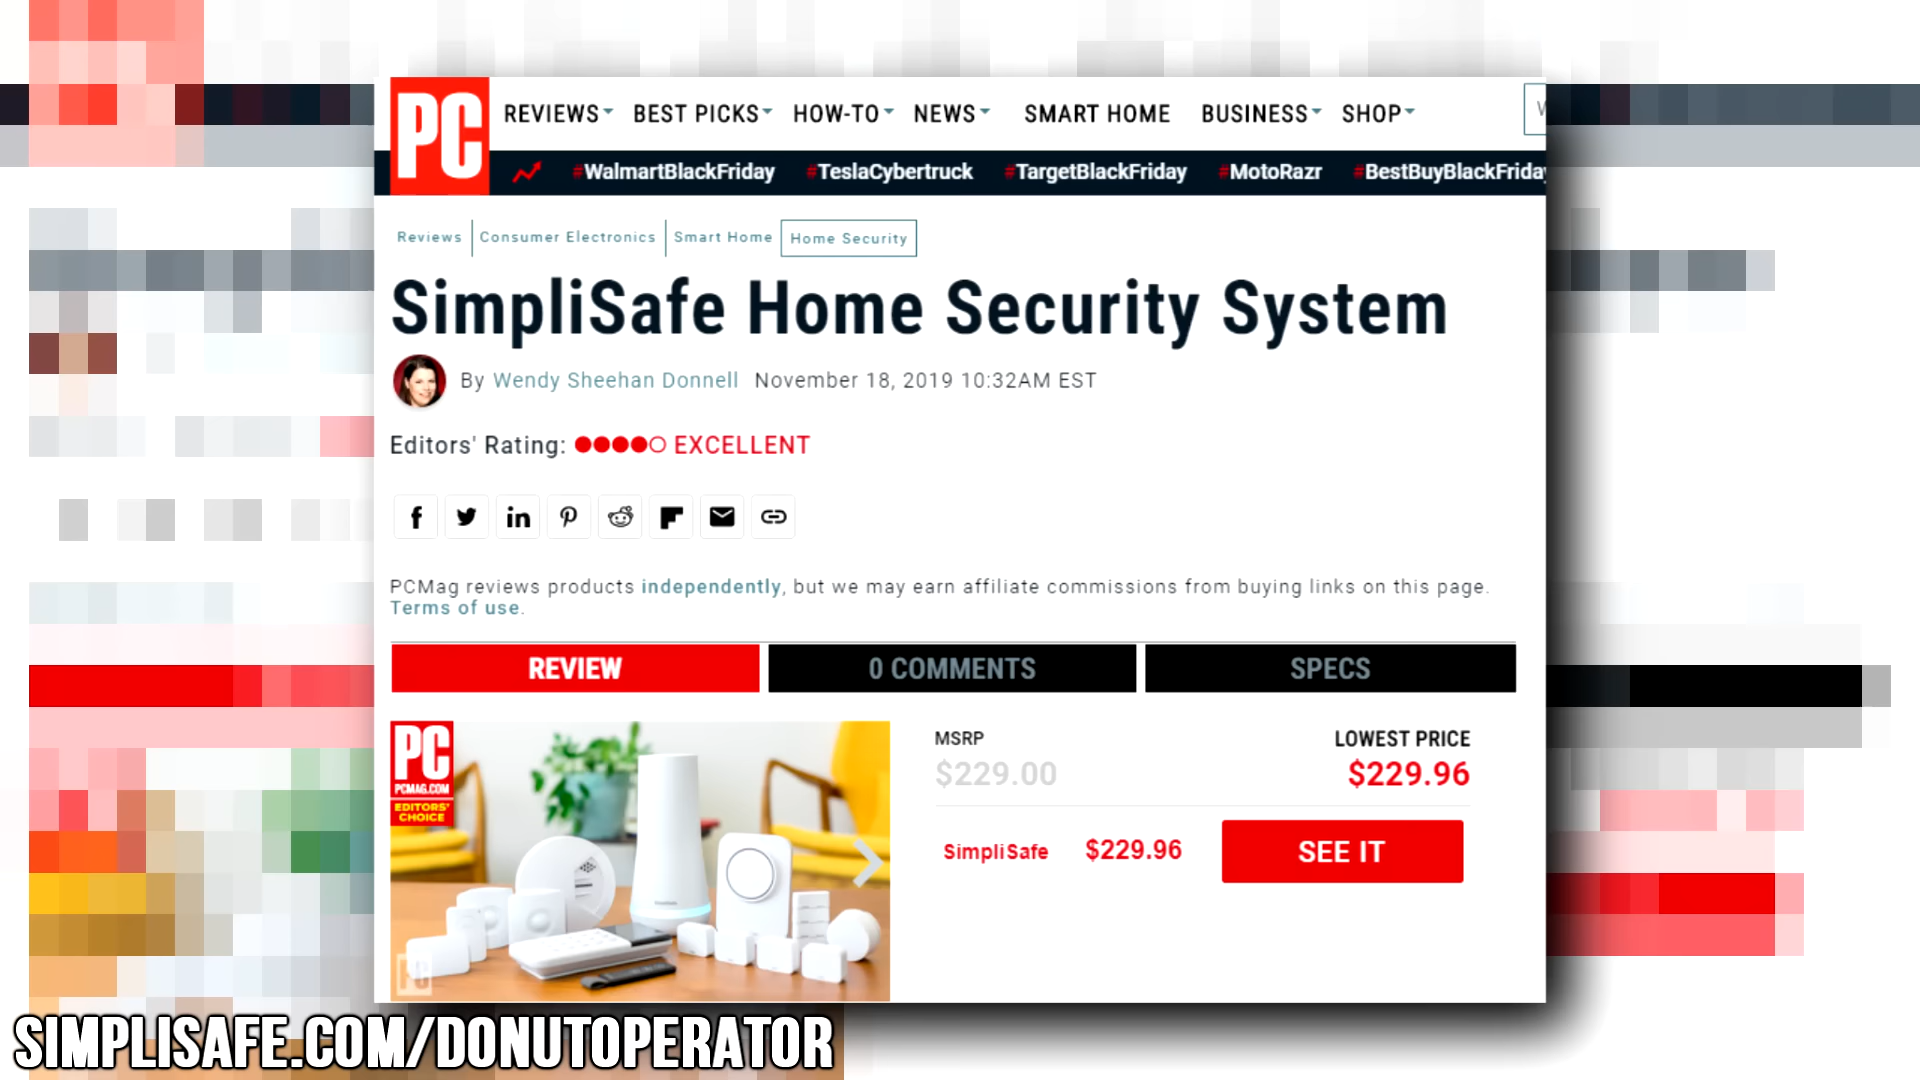 PC
REVIEWS BEST PICKS HOW-TO NEWS SMART HOME BUSINESS SHOP
#WalmartBlackFriday #TeslaCybertruck #TargetBlackFriday #MotoRazr #BestBuyBlackFriday
Reviews Consumer Electronics Smart Home Home Security
SimpliSafe Home Security System
By Wendy Sheehan Donnell November 18, 2019 10:32AM EST
Editors' Rating: EXCELLENT
PCMag reviews products independently, but we may earn affiliate commissions from buying links on this page.
Terms of use.
REVIEW 0 COMMENTS SPECS
PC
PCMAG.COM
EDITORS'
CHOICE
MSRP LOWEST PRICE
$229.00 $229.96
SimpliSafe $229.96 SEE IT
PC
SIMPLISAFE.COM/DONUTOPERATOR